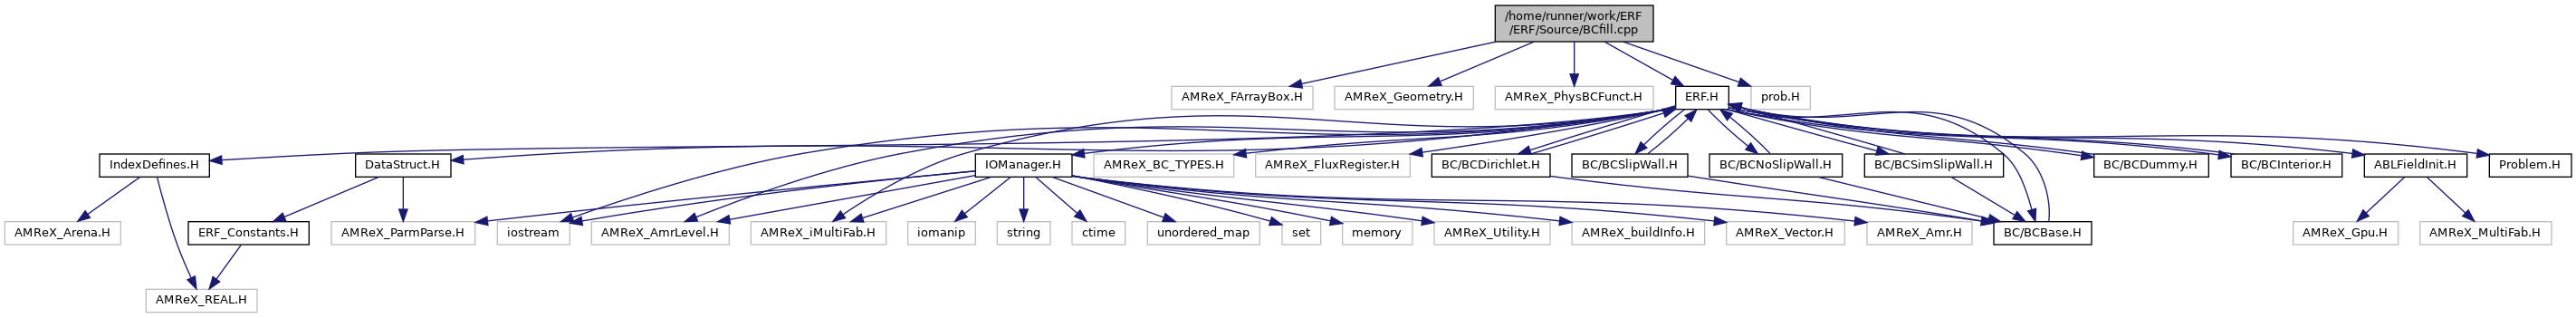 /home/runner/work/ERF
/ERF/Source/BCfill.cpp
AMReX_FArrayBox.H
AMReX_Geometry.H
AMReX_PhysBCFunct.H
ERF.H
prob.H
IndexDefines.H
DataStruct.H
IOManager.H
AMReX_BC_TYPES.H
AMReX_FluxRegister.H
BC/BCDirichlet.H
BC/BCSlipWall.H
BC/BCNoSlipWall.H
BC/BCSimSlipWall.H
BC/BCDummy.H
BC/BCInterior.H
ABLFieldInit.H
Problem.H
AMReX_Arena.H
ERF_Constants.H
AMReX_ParmParse.H
iostream
AMReX_AmrLevel.H
AMReX_iMultiFab.H
iomanip
string
ctime
unordered_map
set
memory
AMReX_Utility.H
AMReX_buildInfo.H
AMReX_Vector.H
AMReX_Amr.H
BC/BCBase.H
AMReX_Gpu.H
AMReX_MultiFab.H
AMReX_REAL.H